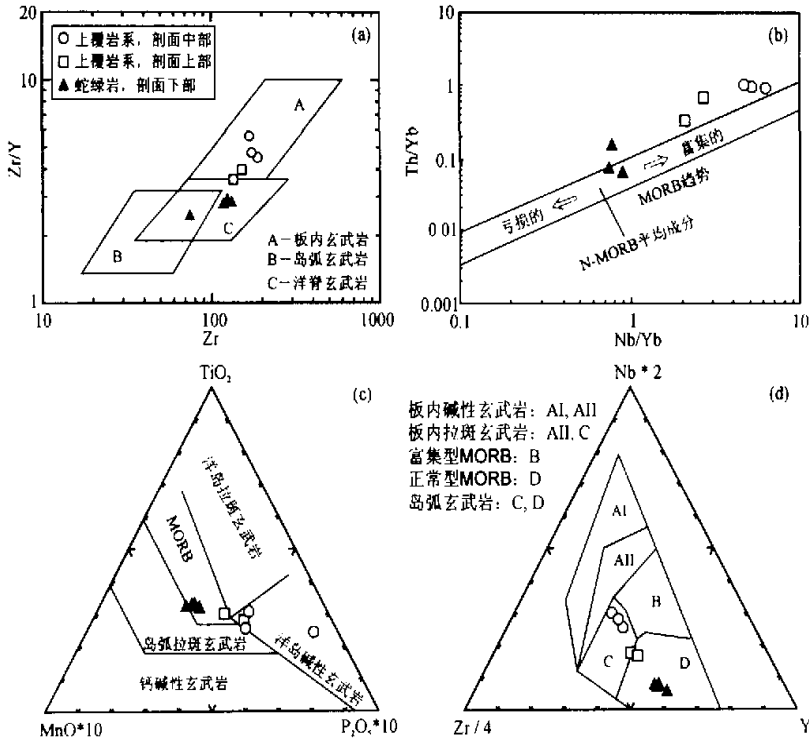 (a)
上覆岩系, 剖面中部
上覆岩系, 剖面上部
蛇绿岩, 剖面下部
10
1
Zr/Y
A
B
C
A—板内玄武岩
B—岛弧玄武岩
C—洋脊玄武岩
10
100
1000
Zr
(b)
10
1
0.1
0.01
0.001
Th/Yb
富集的
亏损的
MORB趋势
N-MORB平均成分
0.1
1
10
Nb/Yb
TiO₂
(c)
洋岛拉斑玄武岩
MORB
岛弧拉斑玄武岩
洋岛碱性玄武岩
钙碱性玄武岩
MnO*10
P₂O₅*10
Nb * 2
(d)
板内碱性玄武岩: AI, AII
板内拉斑玄武岩: AII, C
富集型MORB: B
正常型MORB: D
岛弧玄武岩: C, D
AI
AII
B
C
D
Zr / 4
Y